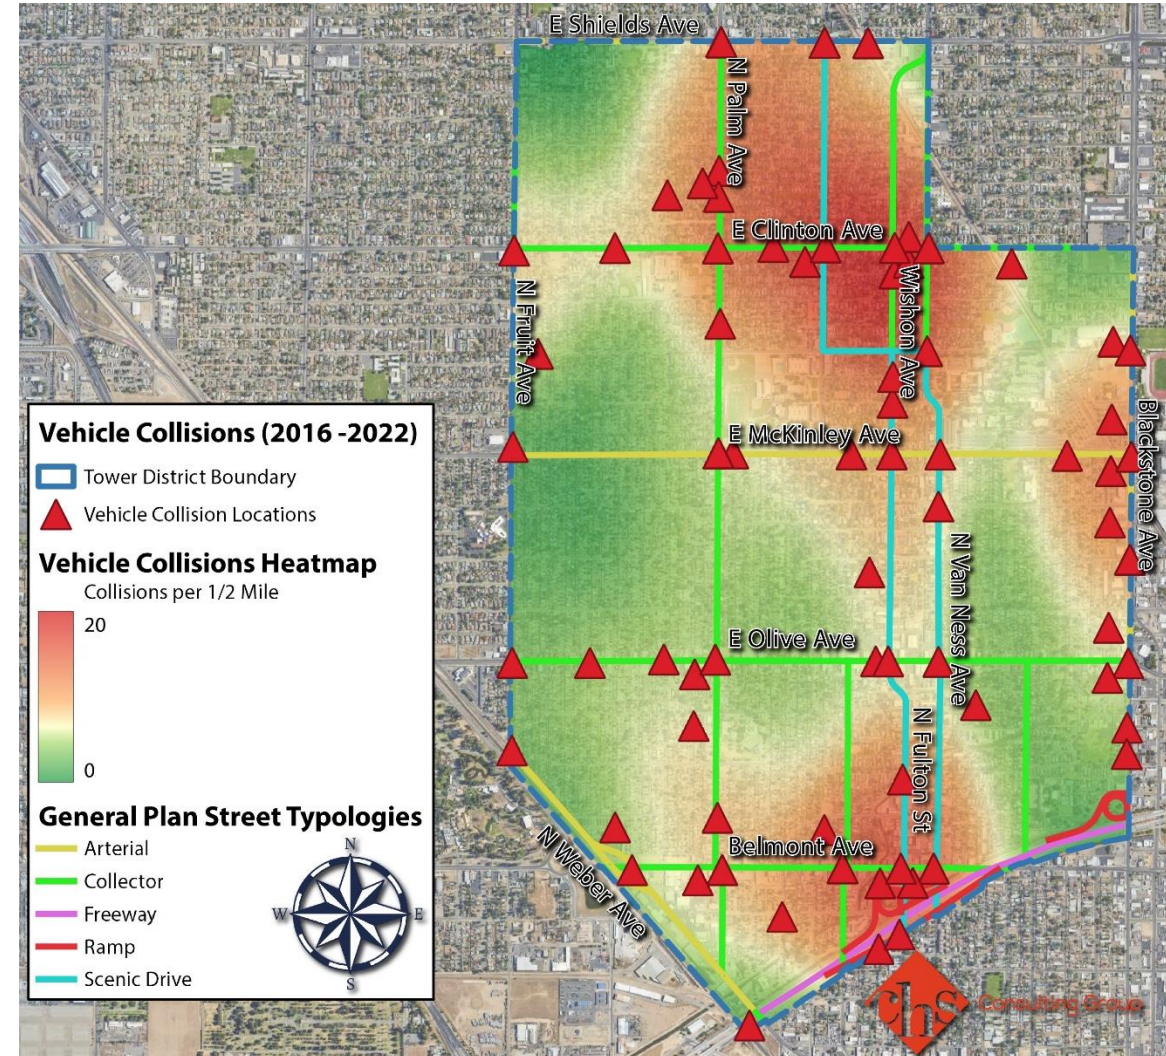 E Shields Ave
N Palm Ave
E Clinton Ave
N Fruit Ave
Wishon Ave
E McKinley Ave
Blackstone Ave
N Van Ness Ave
E Olive Ave
N Fulton St
Belmont Ave
N Weber Ave
Vehicle Collisions (2016 -2022)
Tower District Boundary
Vehicle Collision Locations
Vehicle Collisions Heatmap
Collisions per 1/2 Mile
20
0
General Plan Street Typologies
Arterial
Collector
Freeway
Ramp
Scenic Drive
N
W
E
S
chs Consulting Group